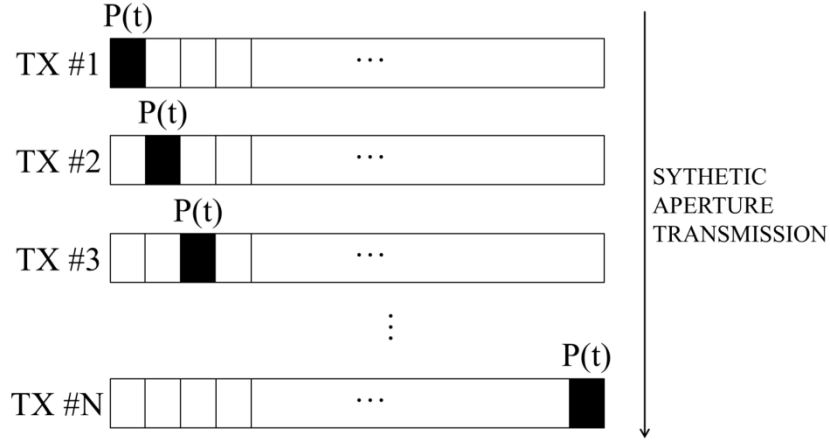 P(t)
TX #1
...
P(t)
TX #2
...
P(t)
TX #3
...
SYTHETIC
APERTURE
TRANSMISSION
⋮
P(t)
TX #N
...